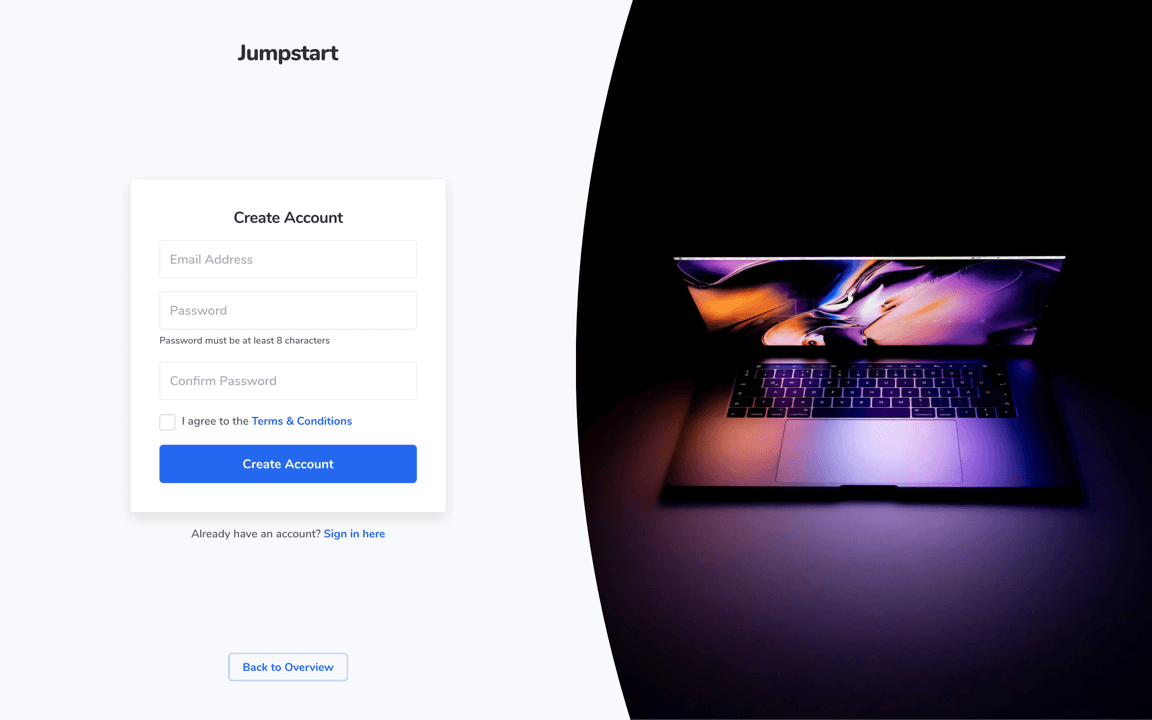 Jumpstart
Create Account
Email Address
Password
Password must be at least 8 characters
Confirm Password
I agree to the Terms & Conditions
Create Account
Already have an account? Sign in here
Back to Overview